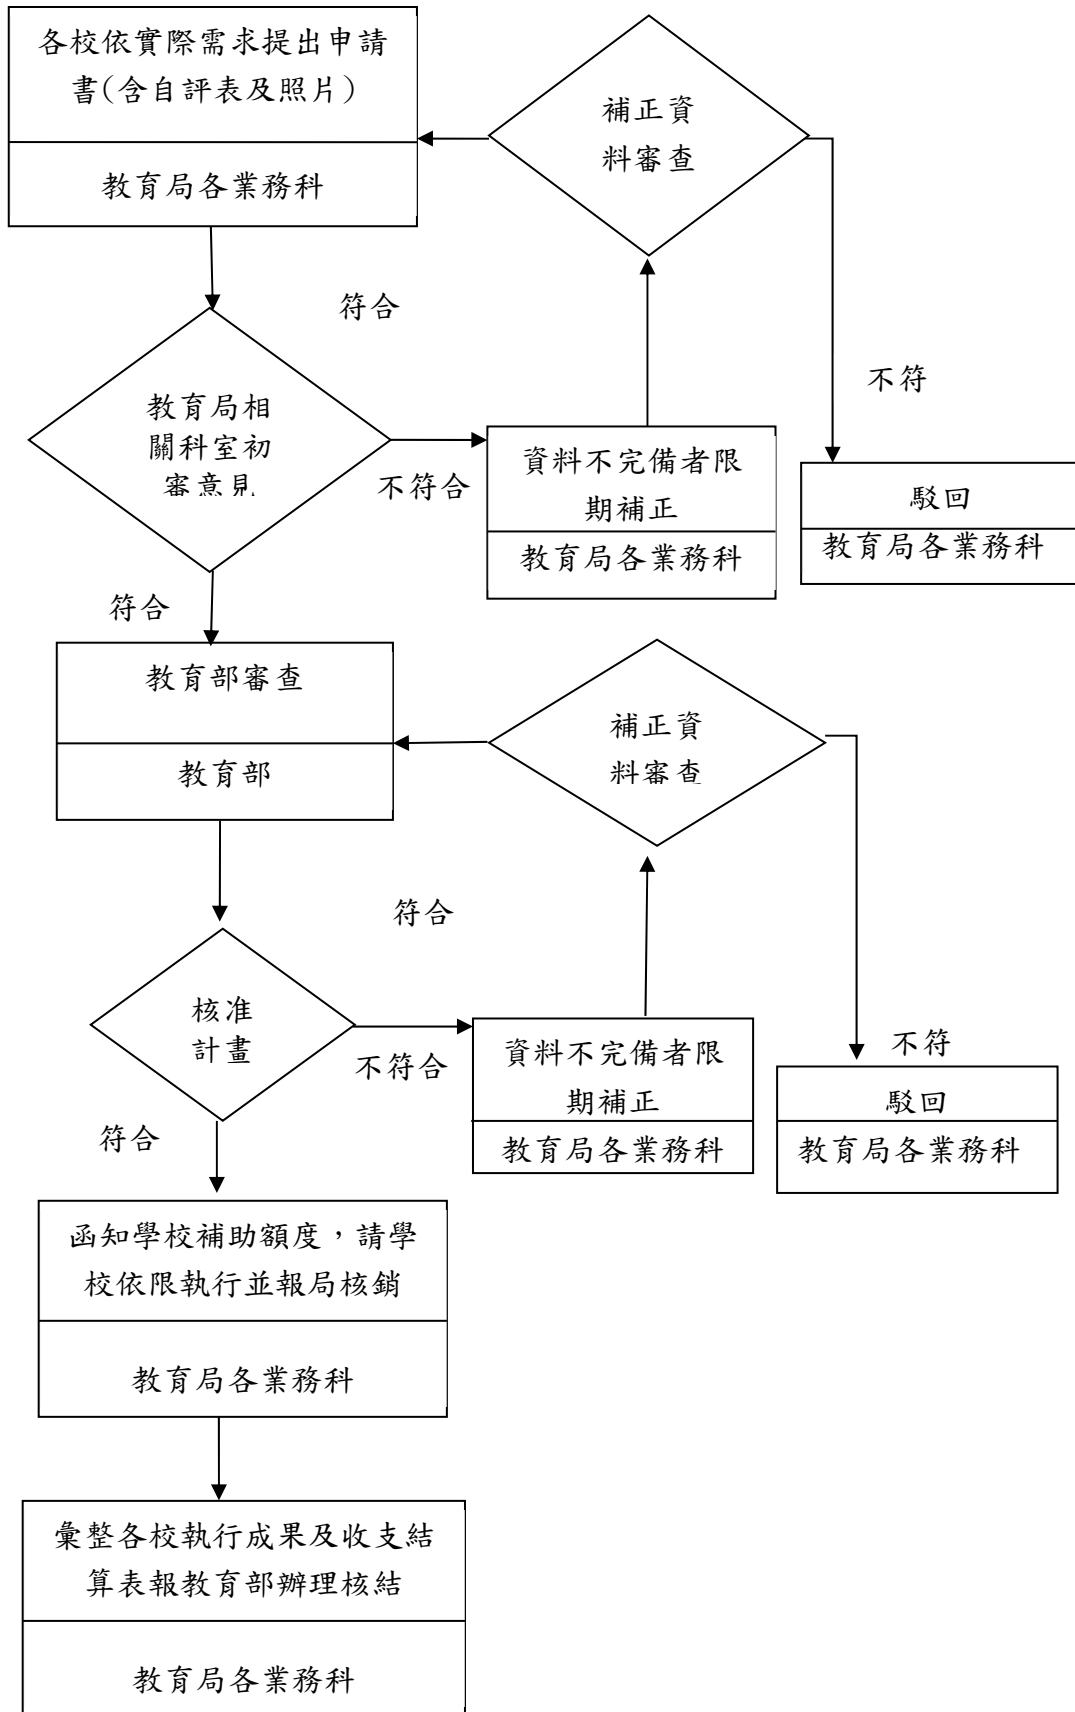 各校依實際需求提出申請
書(含自評表及照片)
教育局各業務科
補正資
料審查
符合
不符
教育局相
關科室初
審意見
不符合
資料不完備者限
期補正
教育局各業務科
駁回
教育局各業務科
符合
教育部審查
教育部
補正資
料審查
符合
核准
計畫
不符合
資料不完備者限
期補正
教育局各業務科
不符
駁回
教育局各業務科
符合
函知學校補助額度，請學
校依限執行並報局核銷
教育局各業務科
彙整各校執行成果及收支結
算表報教育部辦理核結
教育局各業務科